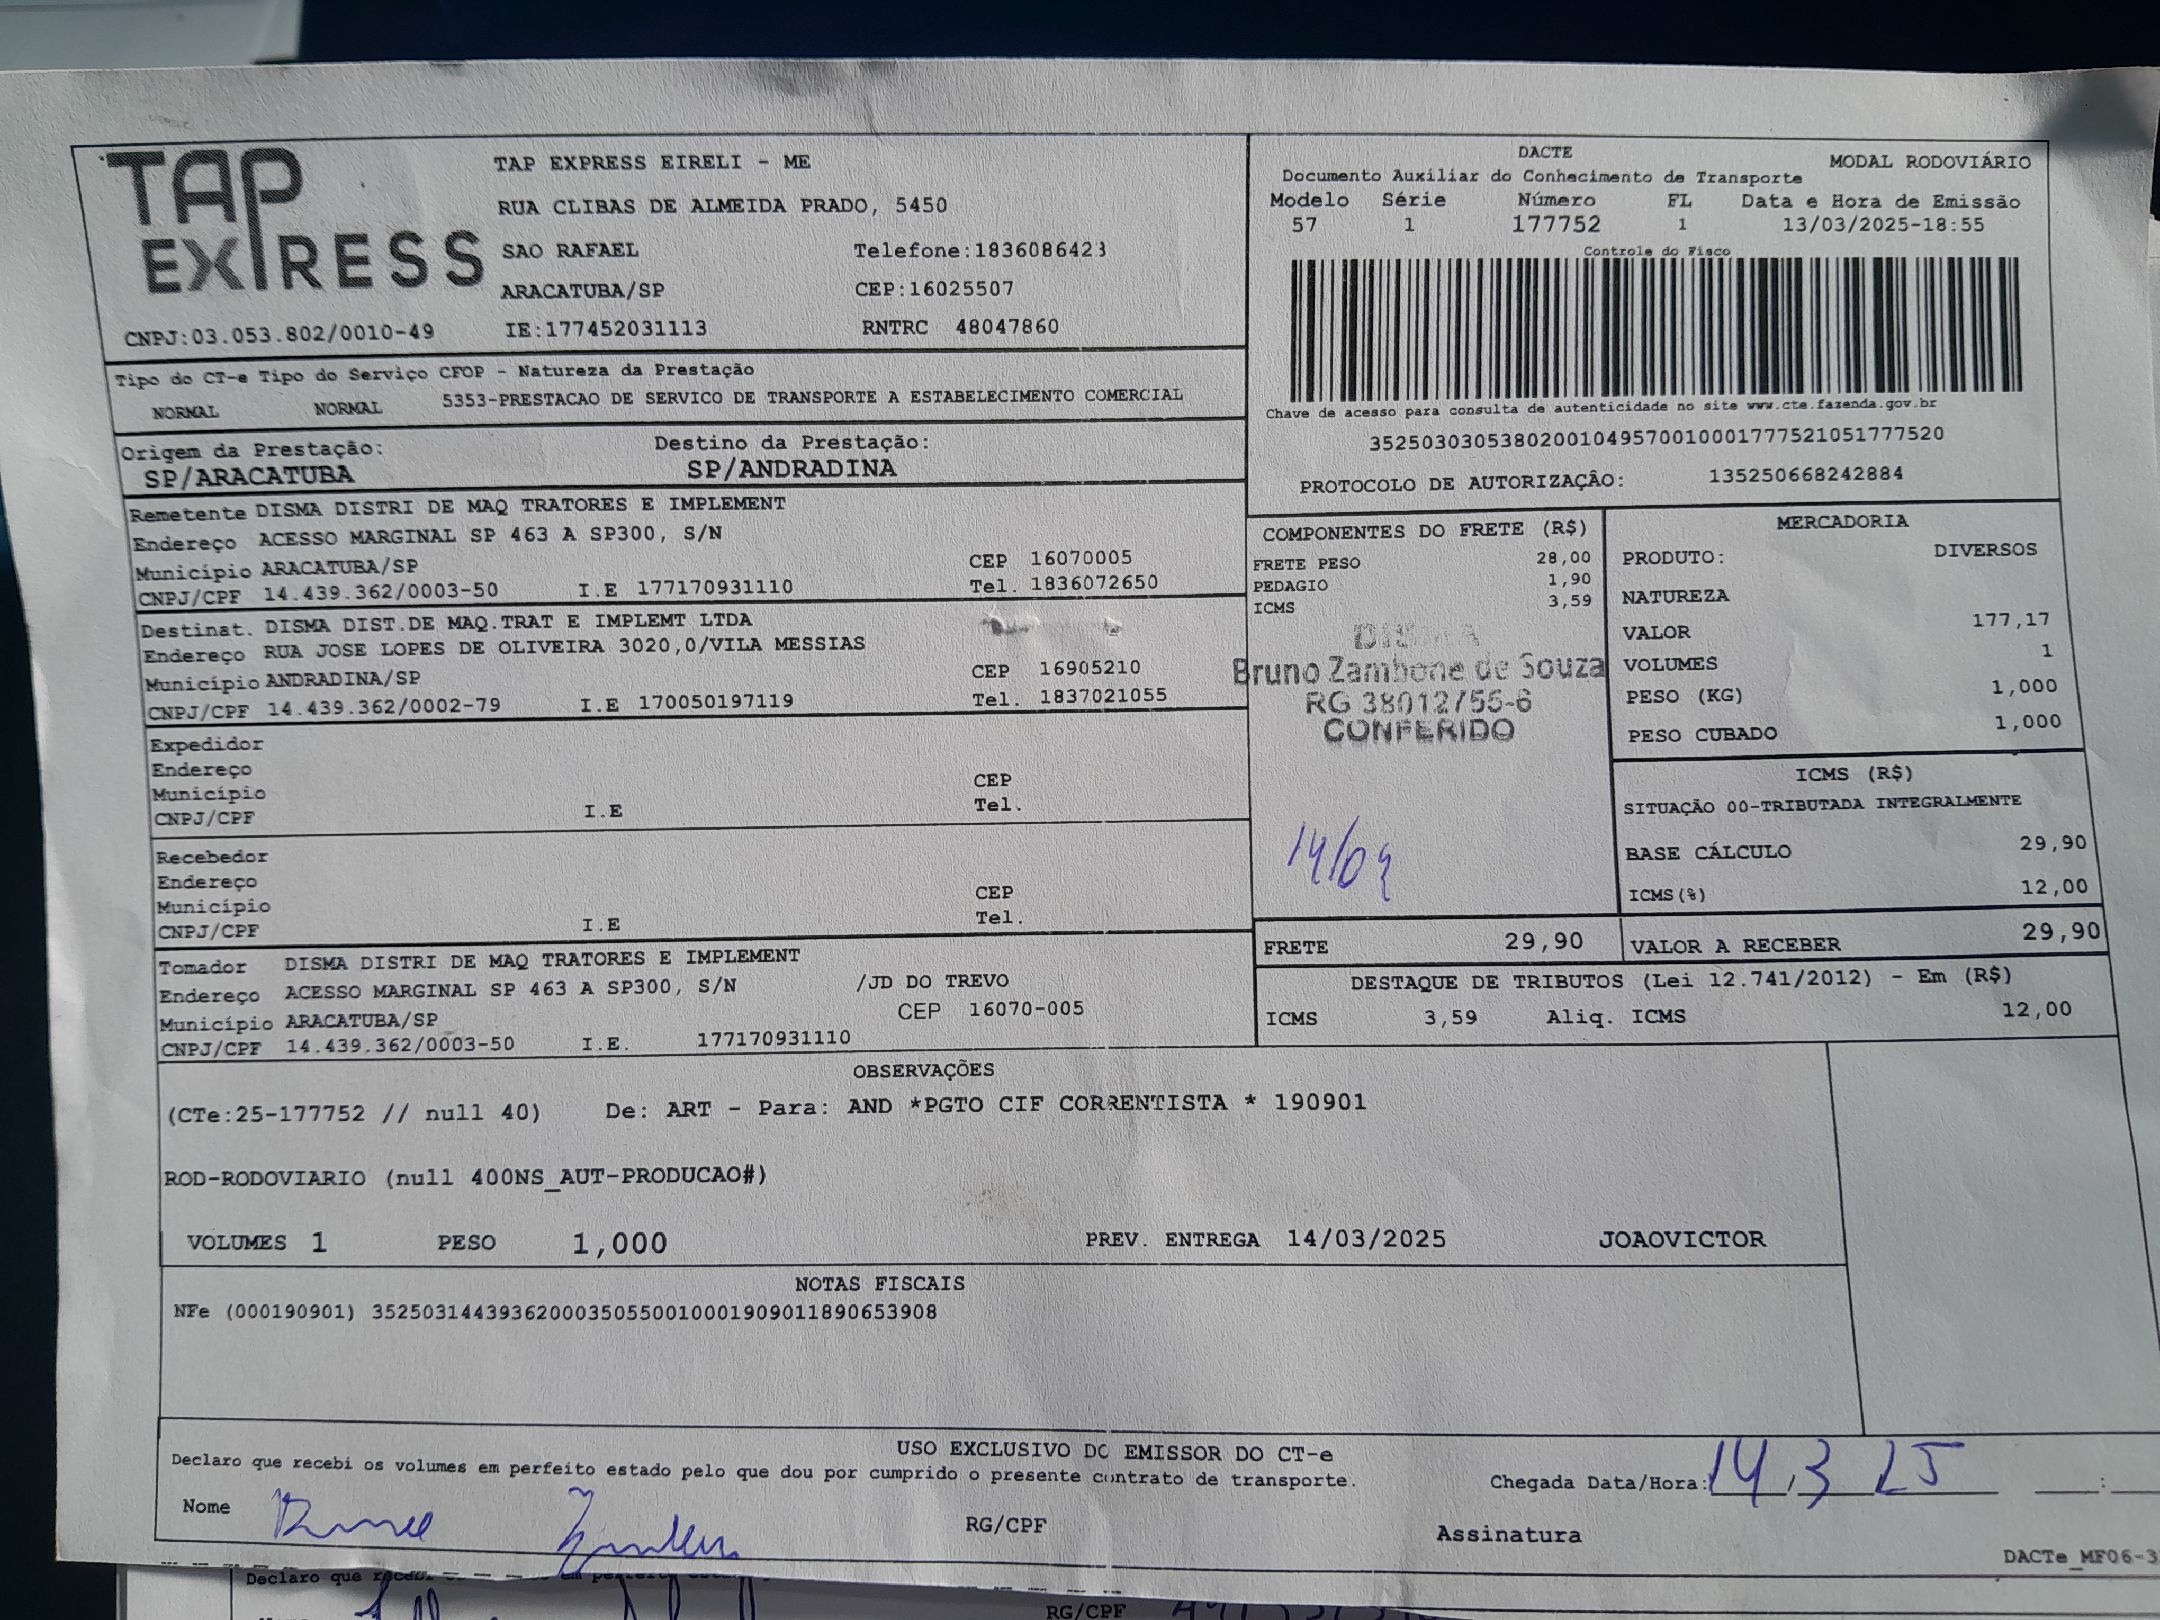 TAP EXPRESS
TAP EXPRESS EIRELI - ME
RUA CLIBAS DE ALMEIDA PRADO, 5450
SAO RAFAEL Telefone:1836086423
ARACATUBA/SP CEP:16025507
CNPJ:03.053.802/0010-49 IE:177452031113 RNTRC 48047860
DACTE
MODAL RODOVIÁRIO
Documento Auxiliar do Conhecimento de Transporte
Modelo Série Número FL Data e Hora de Emissão
57 1 177752 1 13/03/2025-18:55
Controle do Fisco
Chave de acesso para consulta de autenticidade no site www.cte.fazenda.gov.br
35250303053802001049570010001777521051777520
PROTOCOLO DE AUTORIZAÇÂO: 135250668242884
Tipo do CT-e Tipo do Serviço CFOP - Natureza da Prestação
NORMAL NORMAL 5353-PRESTACAO DE SERVICO DE TRANSPORTE A ESTABELECIMENTO COMERCIAL
Origem da Prestação: Destino da Prestação:
SP/ARACATUBA SP/ANDRADINA
Remetente DISMA DISTRI DE MAQ TRATORES E IMPLEMENT
Endereço ACESSO MARGINAL SP 463 A SP300, S/N
Município ARACATUBA/SP CEP 16070005
CNPJ/CPF 14.439.362/0003-50 I.E 177170931110 Tel. 1836072650
Destinat. DISMA DIST.DE MAQ.TRAT E IMPLEMT LTDA
Endereço RUA JOSE LOPES DE OLIVEIRA 3020,0/VILA MESSIAS
Município ANDRADINA/SP CEP 16905210
CNPJ/CPF 14.439.362/0002-79 I.E 170050197119 Tel. 1837021055
Expedidor
Endereço
Município CEP
CNPJ/CPF I.E Tel.
Recebedor
Endereço
Município CEP
CNPJ/CPF I.E Tel.
Tomador DISMA DISTRI DE MAQ TRATORES E IMPLEMENT
Endereço ACESSO MARGINAL SP 463 A SP300, S/N /JD DO TREVO
Município ARACATUBA/SP CEP 16070-005
CNPJ/CPF 14.439.362/0003-50 I.E. 177170931110
COMPONENTES DO FRETE (R$)
FRETE PESO 28,00
PEDAGIO 1,90
ICMS 3,59
DISMA
Bruno Zambone de Souza
RG 38012755-6
CONFERIDO
14/04
MERCADORIA
PRODUTO: DIVERSOS
NATUREZA
VALOR 177,17
VOLUMES 1
PESO (KG) 1,000
PESO CUBADO 1,000
ICMS (R$)
SITUAÇÃO 00-TRIBUTADA INTEGRALMENTE
BASE CÁLCULO 29,90
ICMS(%) 12,00
FRETE 29,90 VALOR A RECEBER 29,90
DESTAQUE DE TRIBUTOS (Lei 12.741/2012) - Em (R$)
ICMS 3,59 Aliq. ICMS 12,00
OBSERVAÇÕES
(CTe:25-177752 // null 40) De: ART - Para: AND *PGTO CIF CORRENTISTA * 190901
ROD-RODOVIARIO (null 400NS_AUT-PRODUCAO#)
VOLUMES 1 PESO 1,000 PREV. ENTREGA 14/03/2025 JOAOVICTOR
NOTAS FISCAIS
NFe (000190901) 35250314439362000350550010001909011890653908
USO EXCLUSIVO DO EMISSOR DO CT-e
Declaro que recebi os volumes em perfeito estado pelo que dou por cumprido o presente contrato de transporte.
Chegada Data/Hora: 14 3 25 :
Nome RG/CPF Assinatura
DACTe_MF06-3
Declaro que
RG/CPF